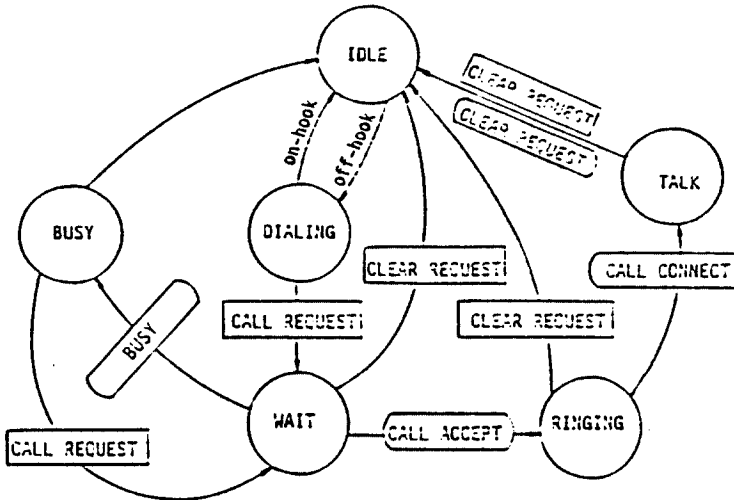 IDLE
CLEAR REQUEST
CLEAR REQUEST
on-hook
off-hook
TALK
BUSY
DIALING
CLEAR REQUEST
CALL CONNECT
CALL REQUEST
CLEAR REQUEST
BUSY
WAIT
CALL ACCEPT
RINGING
CALL REQUEST